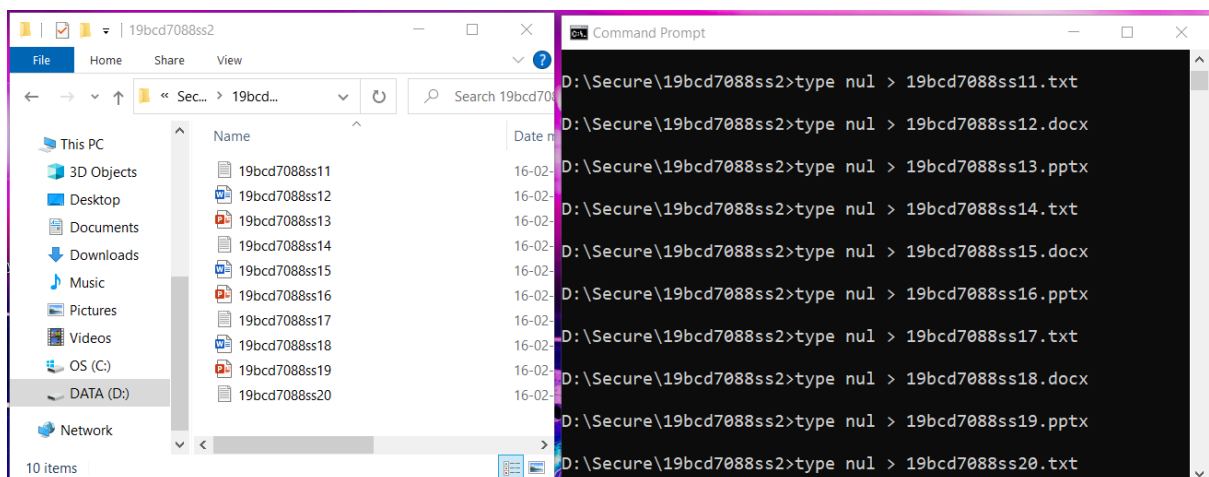 19bcd7088ss2
File Home Share View
« Sec... > 19bcd...
Search 19bcd708
Name Date m
This PC
3D Objects
Desktop
Documents
Downloads
Music
Pictures
Videos
OS (C:)
DATA (D:)
Network
19bcd7088ss11 16-02-
19bcd7088ss12 16-02-
19bcd7088ss13 16-02-
19bcd7088ss14 16-02-
19bcd7088ss15 16-02-
19bcd7088ss16 16-02-
19bcd7088ss17 16-02-
19bcd7088ss18 16-02-
19bcd7088ss19 16-02-
19bcd7088ss20 16-02-
10 items
Command Prompt
D:\Secure\19bcd7088ss2>type nul > 19bcd7088ss11.txt
D:\Secure\19bcd7088ss2>type nul > 19bcd7088ss12.docx
D:\Secure\19bcd7088ss2>type nul > 19bcd7088ss13.pptx
D:\Secure\19bcd7088ss2>type nul > 19bcd7088ss14.txt
D:\Secure\19bcd7088ss2>type nul > 19bcd7088ss15.docx
D:\Secure\19bcd7088ss2>type nul > 19bcd7088ss16.pptx
D:\Secure\19bcd7088ss2>type nul > 19bcd7088ss17.txt
D:\Secure\19bcd7088ss2>type nul > 19bcd7088ss18.docx
D:\Secure\19bcd7088ss2>type nul > 19bcd7088ss19.pptx
D:\Secure\19bcd7088ss2>type nul > 19bcd7088ss20.txt